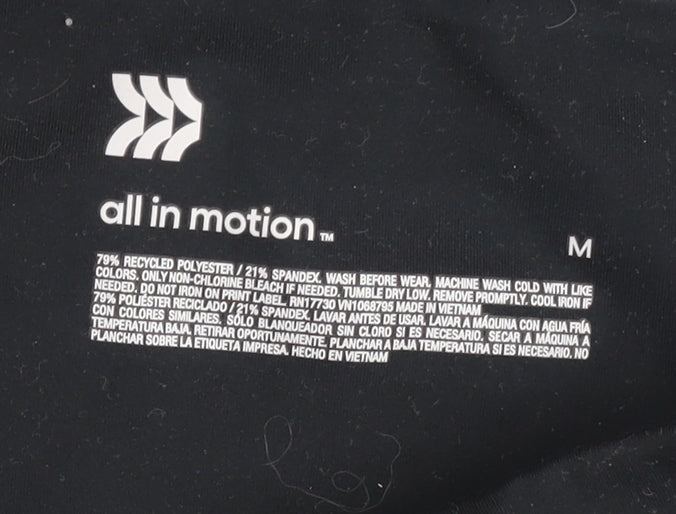 all in motion™
M
79% RECYCLED POLYESTER / 21% SPANDEX. WASH BEFORE WEAR. MACHINE WASH COLD WITH LIKE
COLORS. ONLY NON-CHLORINE BLEACH IF NEEDED. TUMBLE DRY LOW. REMOVE PROMPTLY. COOL IRON IF
NEEDED. DO NOT IRON ON PRINT LABEL. RN17730 VN1068795 MADE IN VIETNAM
79% POLIÉSTER RECICLADO / 21% SPANDEX. LAVAR ANTES DE USAR. LAVAR A MÁQUINA CON AGUA FRÍA
CON COLORES SIMILARES. SÓLO BLANQUEADOR SIN CLORO SI ES NECESARIO. SECAR A MÁQUINA A
TEMPERATURA BAJA. RETIRAR OPORTUNAMENTE. PLANCHAR A BAJA TEMPERATURA SI ES NECESARIO. NO
PLANCHAR SOBRE LA ETIQUETA IMPRESA. HECHO EN VIETNAM